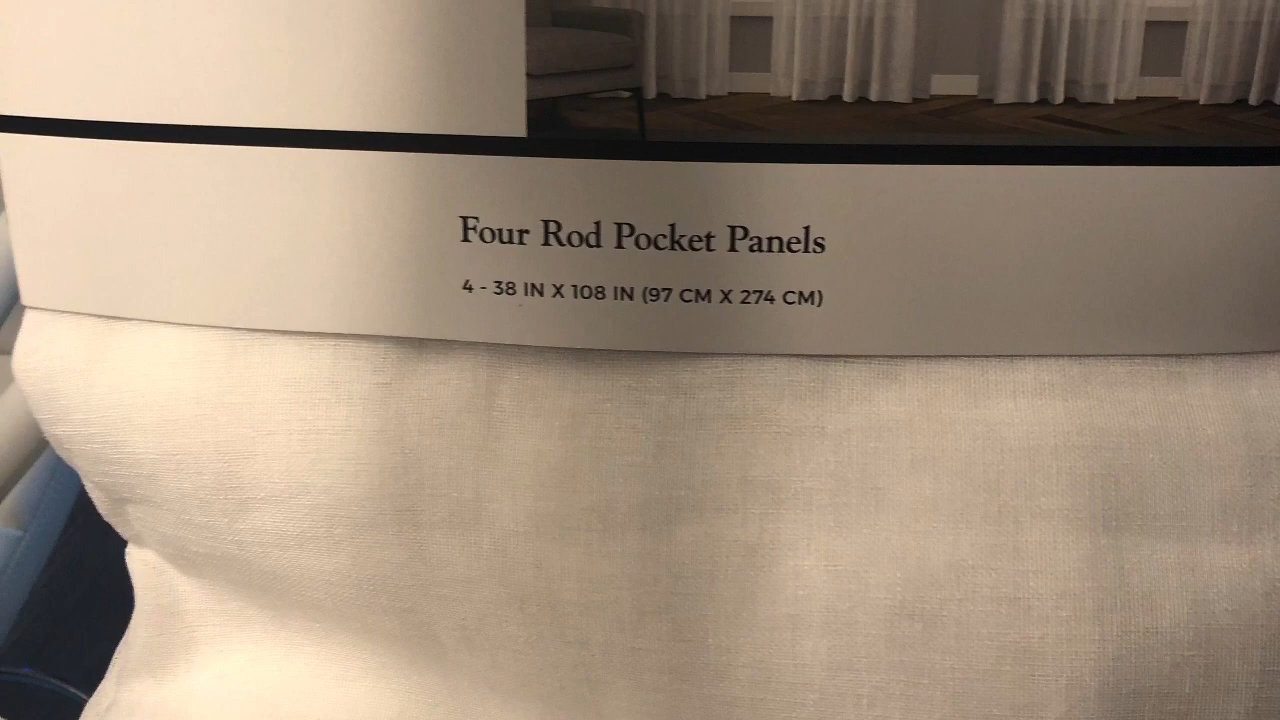 Four Rod Pocket Panels
4 - 38 IN X 108 IN (97 CM X 274 CM)